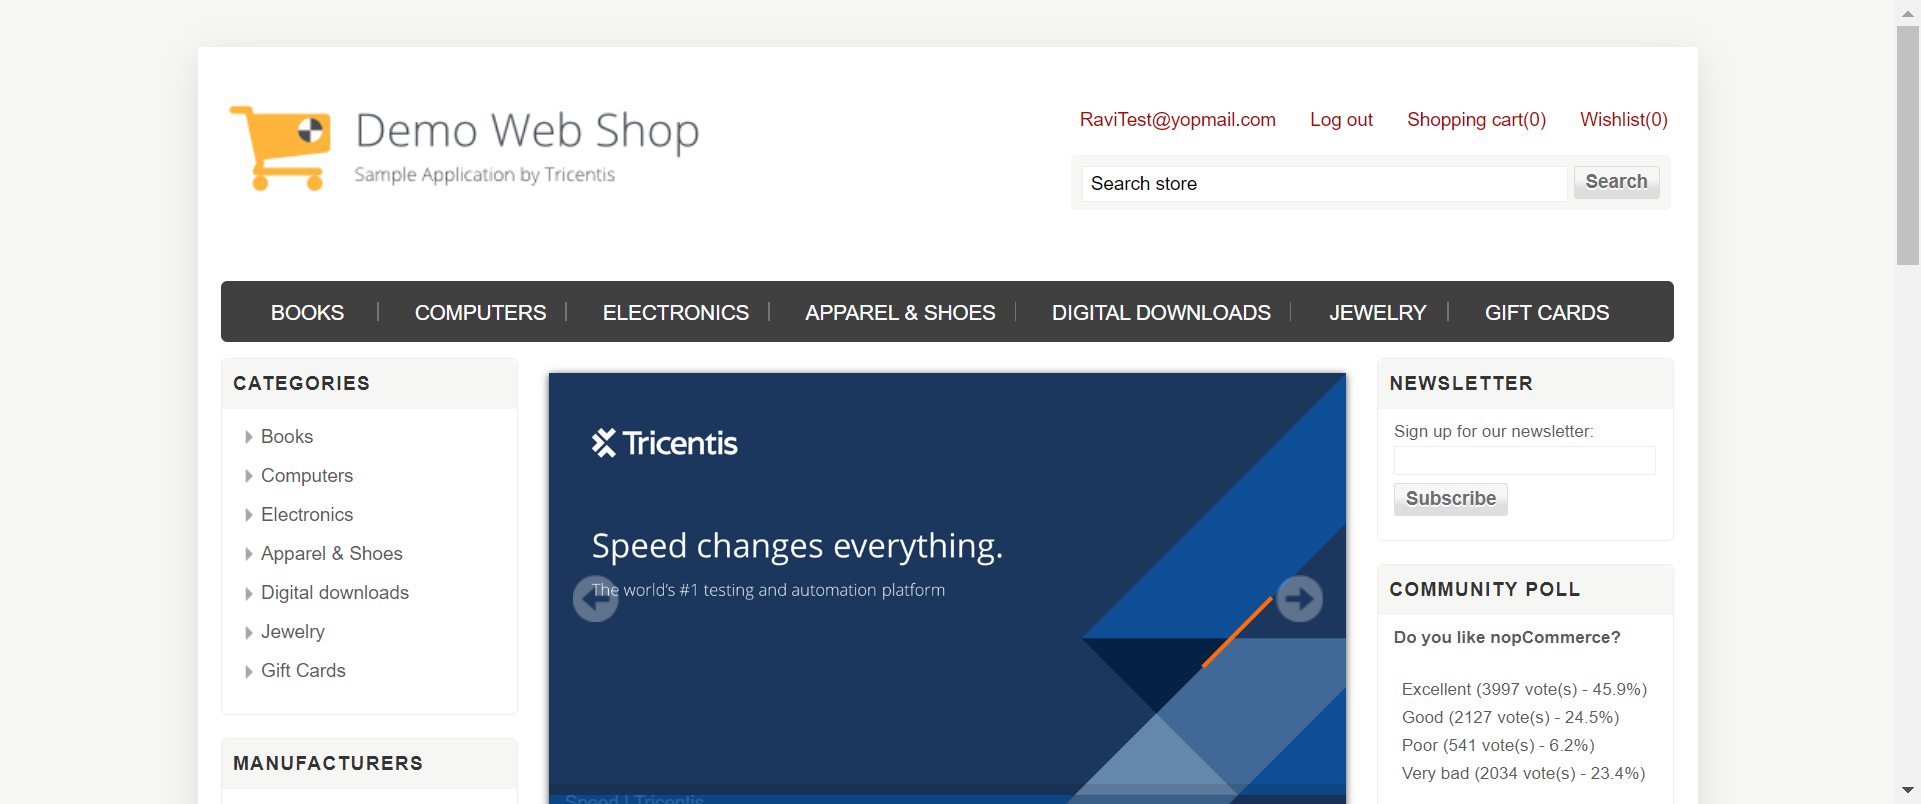 Demo Web Shop
Sample Application by Tricentis
RaviTest@yopmail.com Log out Shopping cart(0) Wishlist(0)
Search store Search
BOOKS COMPUTERS ELECTRONICS APPAREL & SHOES DIGITAL DOWNLOADS JEWELRY GIFT CARDS
CATEGORIES
Books
Computers
Electronics
Apparel & Shoes
Digital downloads
Jewelry
Gift Cards
MANUFACTURERS
Tricentis
Speed changes everything.
The world's #1 testing and automation platform
Speed | Tricentis
NEWSLETTER
Sign up for our newsletter:
Subscribe
COMMUNITY POLL
Do you like nopCommerce?
Excellent (3997 vote(s) - 45.9%)
Good (2127 vote(s) - 24.5%)
Poor (541 vote(s) - 6.2%)
Very bad (2034 vote(s) - 23.4%)